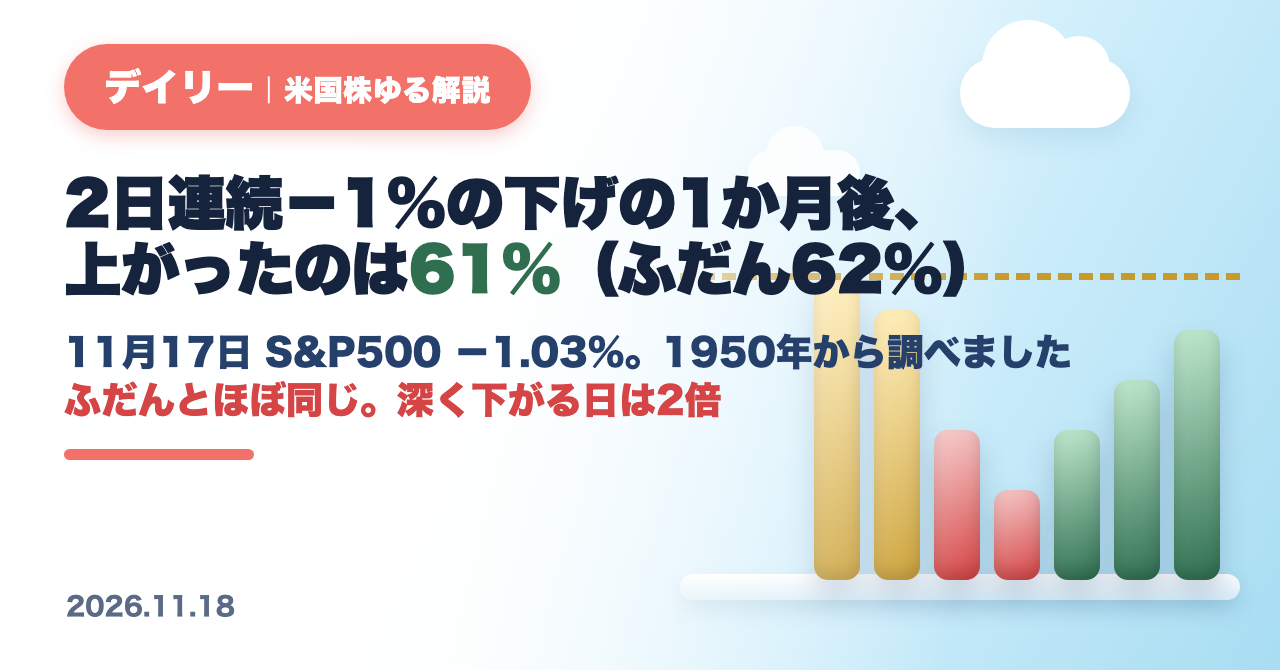 デイリー｜米国株ゆる解説
2日連続－1％の下げの1か月後、
上がったのは61％（ふだん62％）
11月17日 S&P500 －1.03％。1950年から調べました
ふだんとほぼ同じ。深く下がる日は2倍
2026.11.18